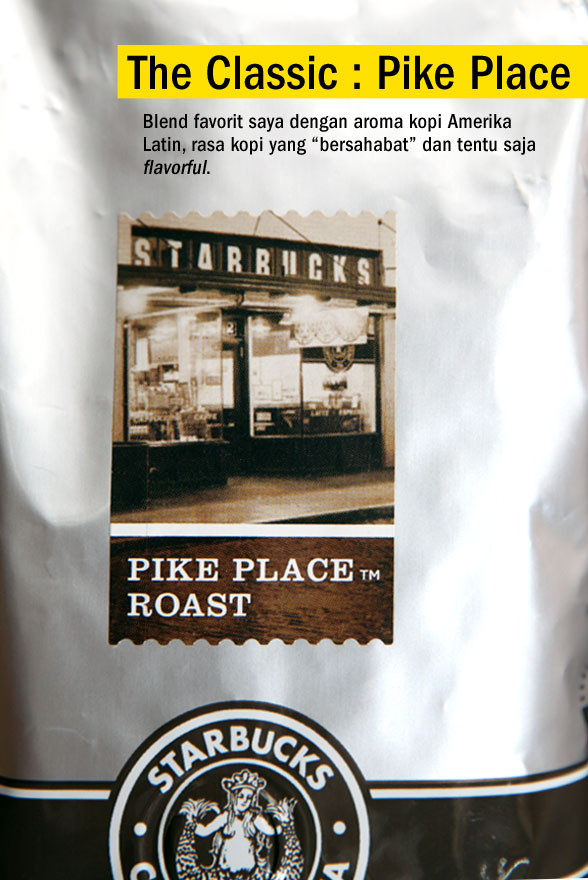 The Classic : Pike Place
Blend favorit saya dengan aroma kopi Amerika
Latin, rasa kopi yang “bersahabat” dan tentu saja
flavorful.
STARBUCKS
PIKE PLACE™
ROAST
STARBUCKS